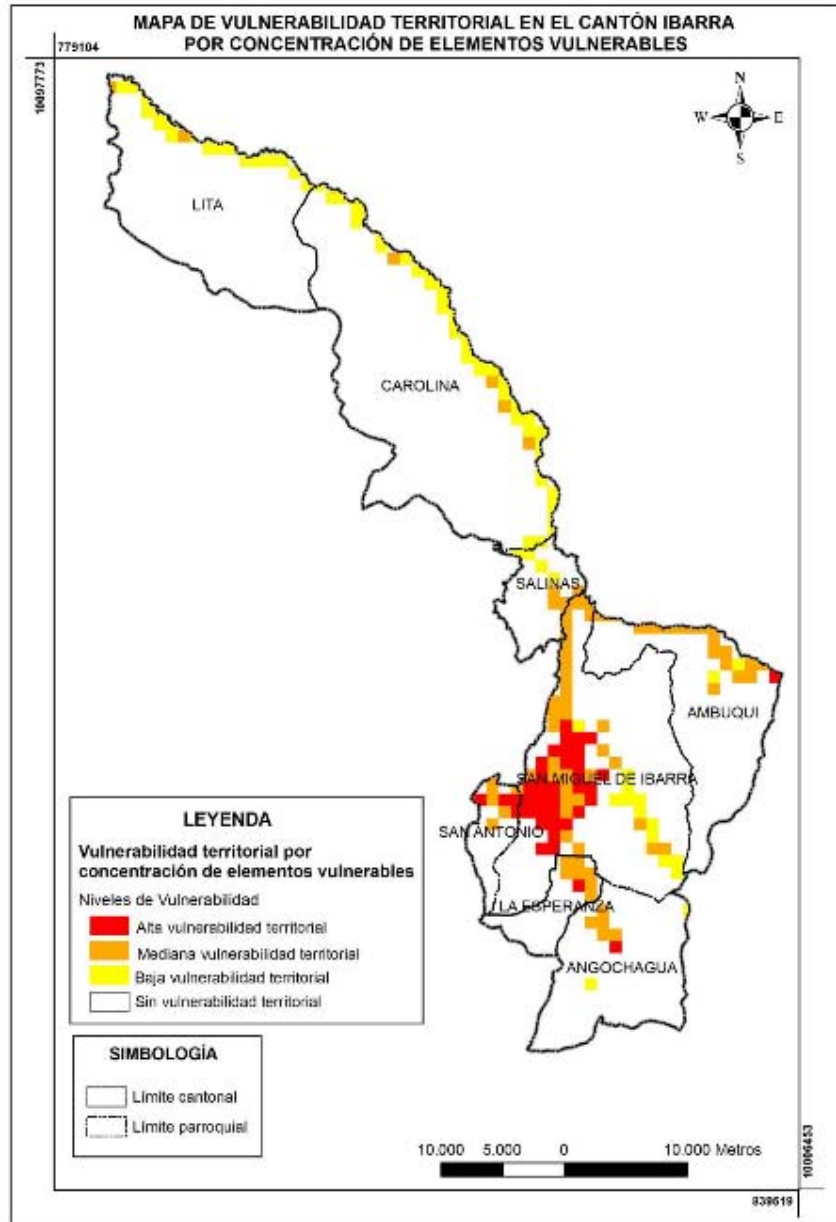 MAPA DE VULNERABILIDAD TERRITORIAL EN EL CANTÓN IBARRA
POR CONCENTRACIÓN DE ELEMENTOS VULNERABLES
779104
10097773
N
W E
S
LITA
CAROLINA
SALINAS
AMBUQUI
SAN MIGUEL DE IBARRA
SAN ANTONIO
LA ESPERANZA
ANGOCHAGUA
LEYENDA
Vulnerabilidad territorial por
concentración de elementos vulnerables
Niveles de Vulnerabilidad
Alta vulnerabilidad territorial
Mediana vulnerabilidad territorial
Baja vulnerabilidad territorial
Sin vulnerabilidad territorial
SIMBOLOGÍA
Límite cantonal
Límite parroquial
10.000 5.000 0 10.000 Metros
10006453
839519